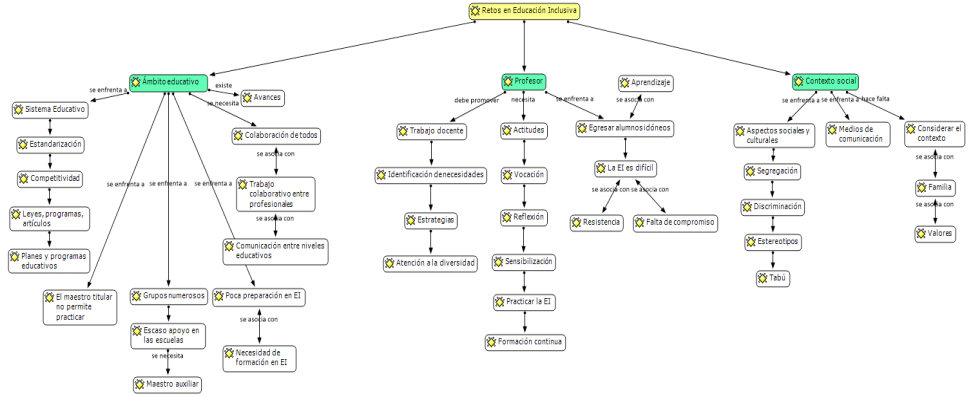 Retos en Educación Inclusiva
Ámbito educativo
Profesor
Contexto social
se enfrenta a
existe
se necesita
Avances
Sistema Educativo
Estandarización
Competitividad
Leyes, programas,
artículos
Planes y programas
educativos
se enfrenta a
se enfrenta a
se enfrenta a
El maestro titular
no permite
practicar
Grupos numerosos
Escaso apoyo en
las escuelas
se necesita
Maestro auxiliar
Poca preparación en EI
se asocia con
Necesidad de
formación en EI
Colaboración de todos
se asocia con
Trabajo
colaborativo entre
profesionales
se asocia con
Comunicación entre niveles
educativos
debe promover
necesita
se enfrenta a
Trabajo docente
Identificación denecesidades
Estrategias
Atención a la diversidad
Actitudes
Vocación
Reflexión
Sensibilización
Practicar la EI
Formación continua
Aprendizaje
se asocia con
Egresar alumnos idóneos
La EI es difícil
se asocia con
se asocia con
Resistencia
Falta de compromiso
se enfrenta a
se enfrenta a
hace falta
Aspectos sociales y
culturales
Segregación
Discriminación
Estereotipos
Tabú
Medios de
comunicación
Considerar el
contexto
se asocia con
Familia
se asocia con
Valores